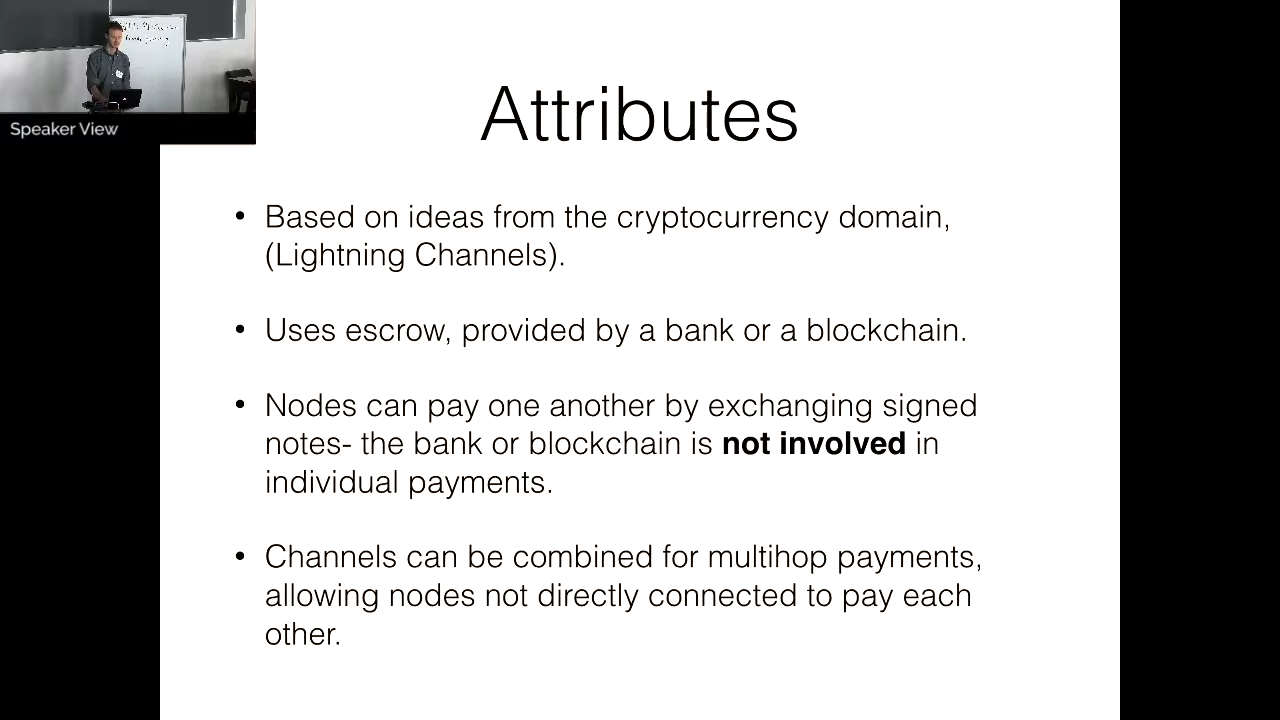 Speaker View
Attributes
• Based on ideas from the cryptocurrency domain,
(Lightning Channels).
• Uses escrow, provided by a bank or a blockchain.
• Nodes can pay one another by exchanging signed
notes- the bank or blockchain is not involved in
individual payments.
• Channels can be combined for multihop payments,
allowing nodes not directly connected to pay each
other.